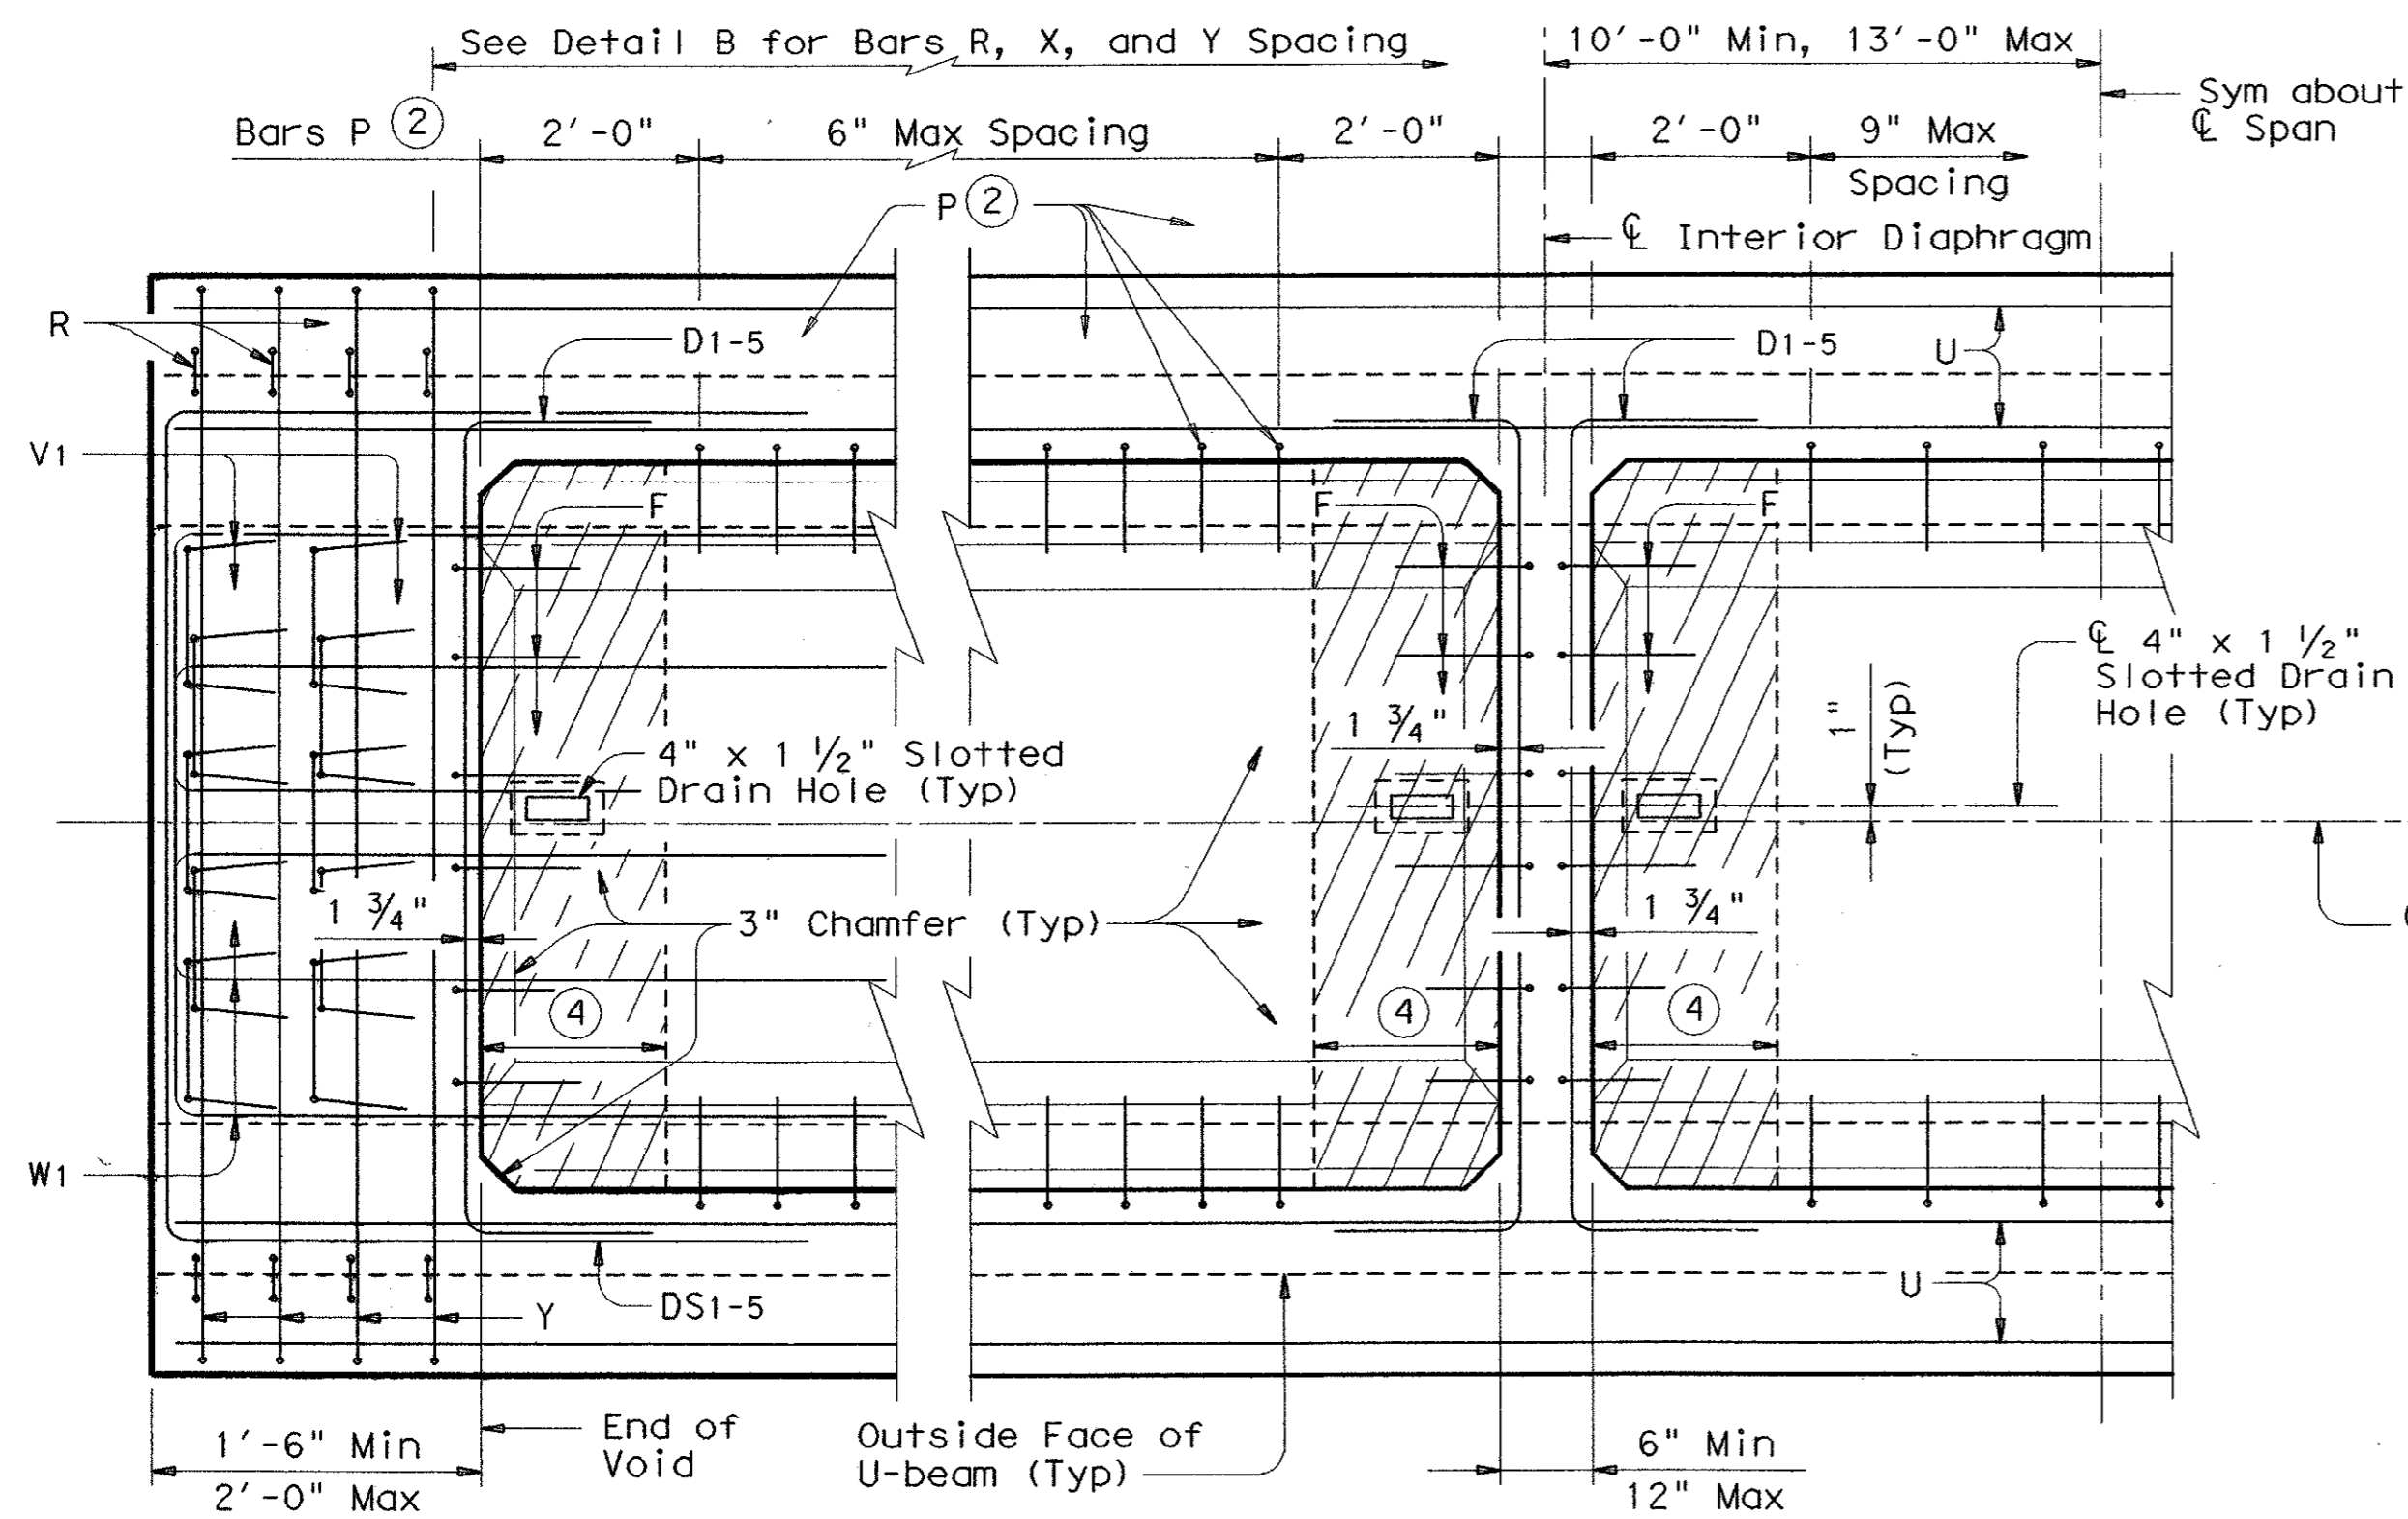 See Detail B for Bars R, X, and Y Spacing
10'-0" Min, 13'-0" Max
Sym about
℄ Span
Bars P ②
2'-0"
6" Max Spacing
2'-0"
2'-0"
9" Max
Spacing
P ②
℄ Interior Diaphragm
R
D1-5
D1-5
U
V1
F
F
F
℄ 4" x 1 ½"
Slotted Drain
Hole (Typ)
1"
(Typ)
1 ¾"
4" x 1 ½" Slotted
Drain Hole (Typ)
1 ¾"
3" Chamfer (Typ)
1 ¾"
④
④
④
W1
DS1-5
Y
U
End of
Void
Outside Face of
U-beam (Typ)
1'-6" Min
2'-0" Max
6" Min
12" Max